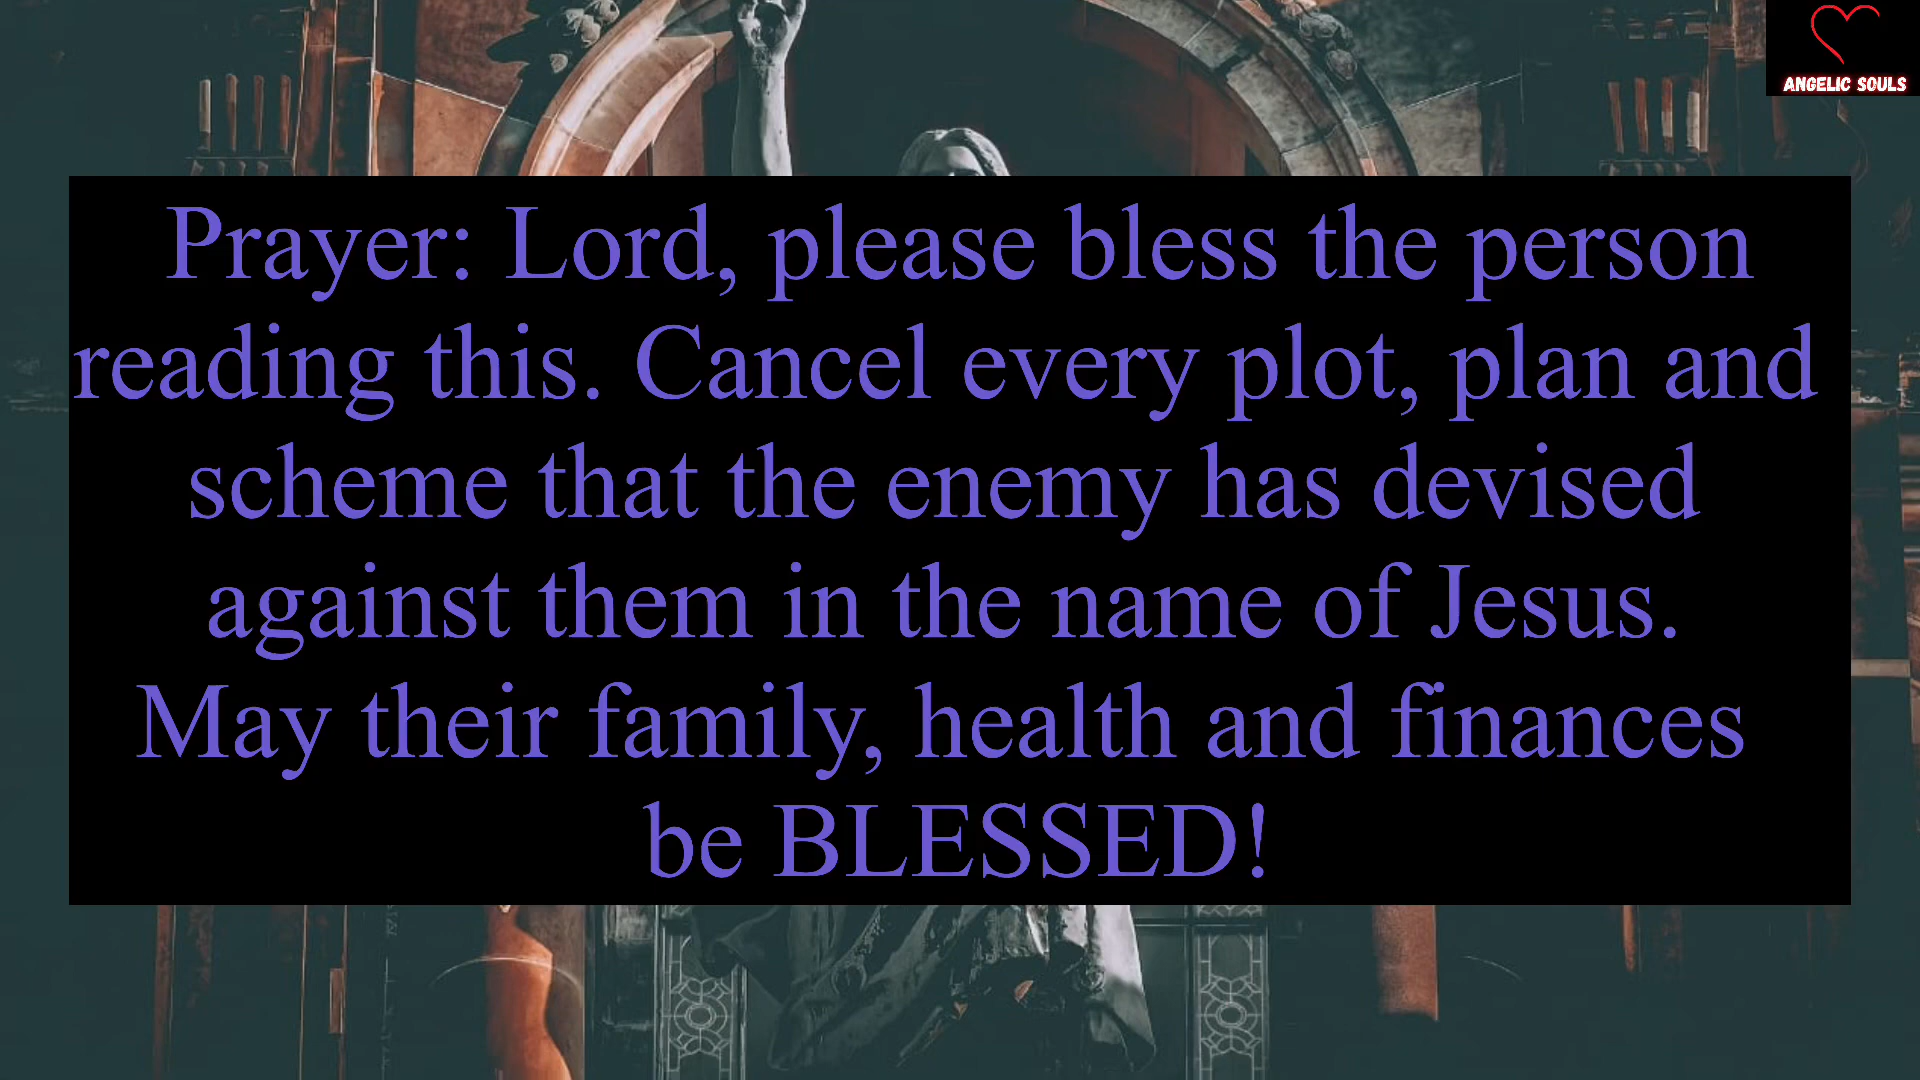 ANGELIC SOULS
Prayer: Lord, please bless the person
reading this. Cancel every plot, plan and
scheme that the enemy has devised
against them in the name of Jesus.
May their family, health and finances
be BLESSED!